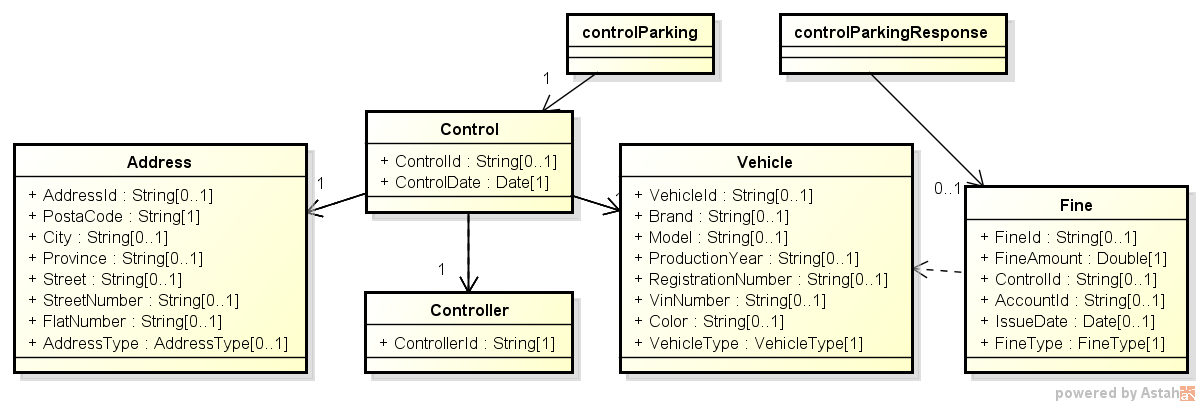 controlParking
controlParkingResponse
1
Control
+ ControlId : String[0..1]
+ ControlDate : Date[1]
Address
+ AddressId : String[0..1]
+ PostaCode : String[1]
+ City : String[0..1]
+ Province : String[0..1]
+ Street : String[0..1]
+ StreetNumber : String[0..1]
+ FlatNumber : String[0..1]
+ AddressType : AddressType[0..1]
1
1
Controller
+ ControllerId : String[1]
Vehicle
+ VehicleId : String[0..1]
+ Brand : String[0..1]
+ Model : String[0..1]
+ ProductionYear : String[0..1]
+ RegistrationNumber : String[0..1]
+ VinNumber : String[0..1]
+ Color : String[0..1]
+ VehicleType : VehicleType[1]
0..1
Fine
+ FineId : String[0..1]
+ FineAmount : Double[1]
+ ControlId : String[0..1]
+ AccountId : String[0..1]
+ IssueDate : Date[0..1]
+ FineType : FineType[1]
powered by Astah